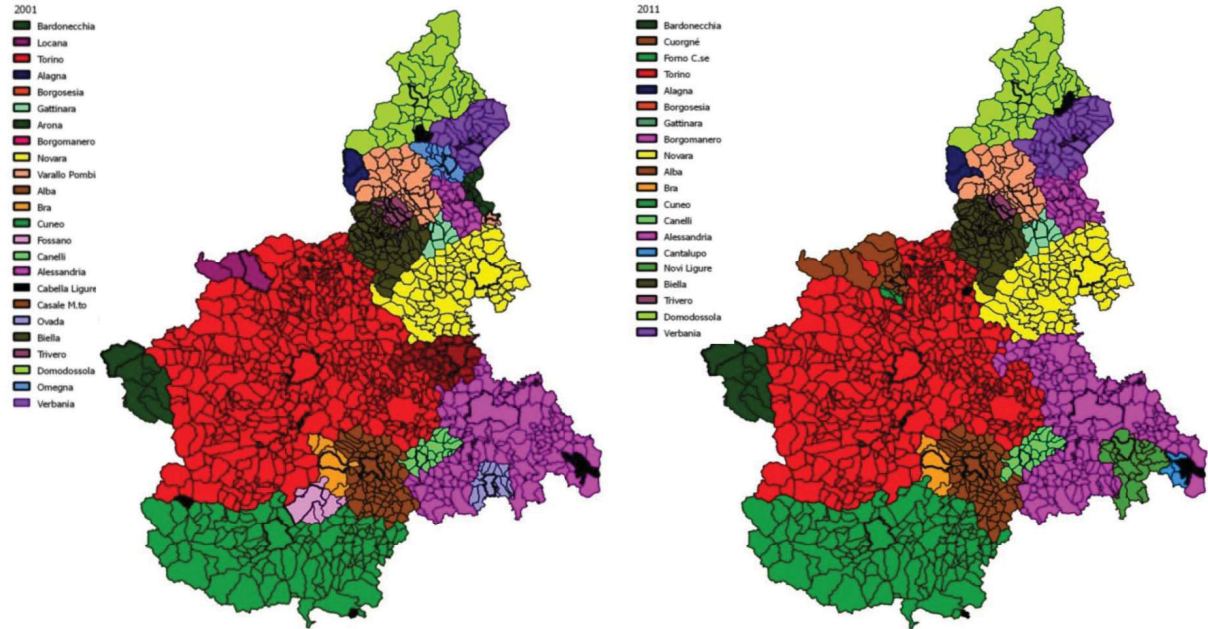 2001
Bardonecchia
Locana
Torino
Alagna
Borgosesia
Gattinara
Arona
Borgomanero
Novara
Varallo Pombi
Alba
Bra
Cuneo
Fossano
Canelli
Alessandria
Cabella Ligure
Casale M.to
Ovada
Biella
Trivero
Domodossola
Omegna
Verbania
2011
Bardonecchia
Cuorgné
Forno C.se
Torino
Alagna
Borgosesia
Gattinara
Borgomanero
Novara
Alba
Bra
Cuneo
Canelli
Alessandria
Cantalupo
Novi Ligure
Biella
Trivero
Domodossola
Verbania